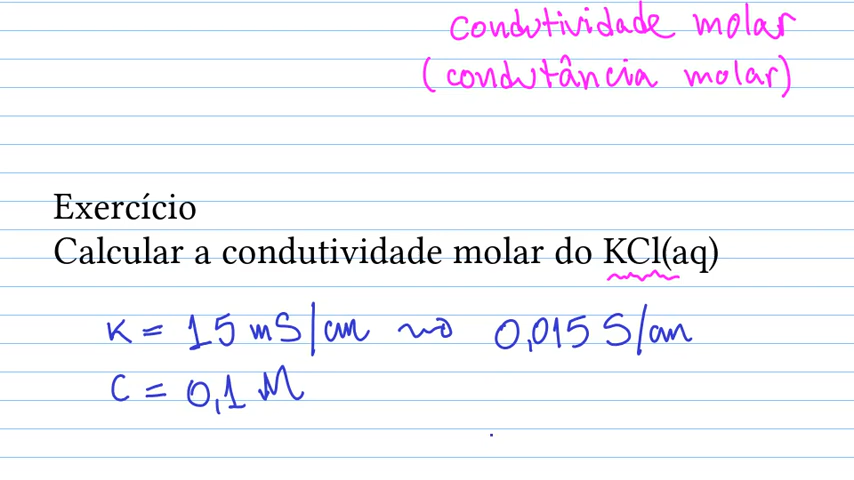 condutividade molar
(condutância molar)
Exercício
Calcular a condutividade molar do KCl(aq)
κ = 15 mS/cm ⇝ 0,015 S/cm
C = 0,1 M